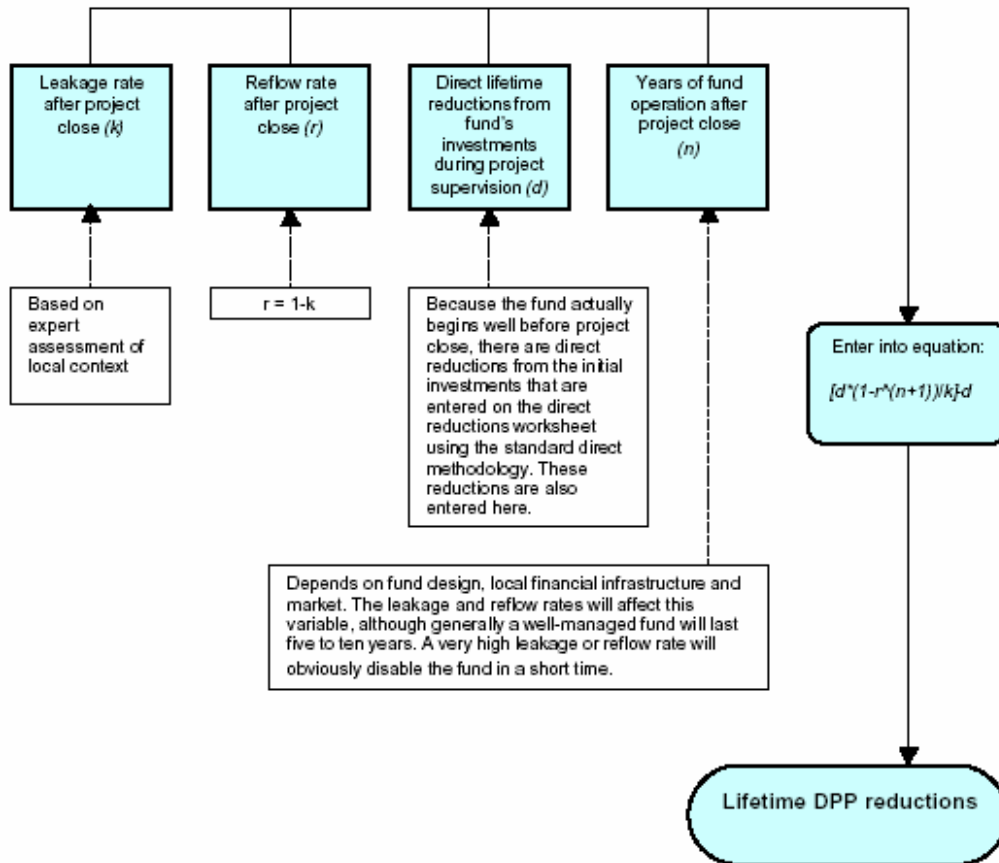 Leakage rate
after project
close (k)
Reflow rate
after project
close (r)
Direct lifetime
reductions from
fund's
investments
during project
supervision (d)
Years of fund
operation after
project close
(n)
Based on
expert
assessment of
local context
r = 1-k
Because the fund actually
begins well before project
close, there are direct
reductions from the initial
investments that are
entered on the direct
reductions worksheet
using the standard direct
methodology. These
reductions are also
entered here.
Enter into equation:
[d*(1-r^(n+1))/k]-d
Depends on fund design, local financial infrastructure and
market. The leakage and reflow rates will affect this
variable, although generally a well-managed fund will last
five to ten years. A very high leakage or reflow rate will
obviously disable the fund in a short time.
Lifetime DPP reductions